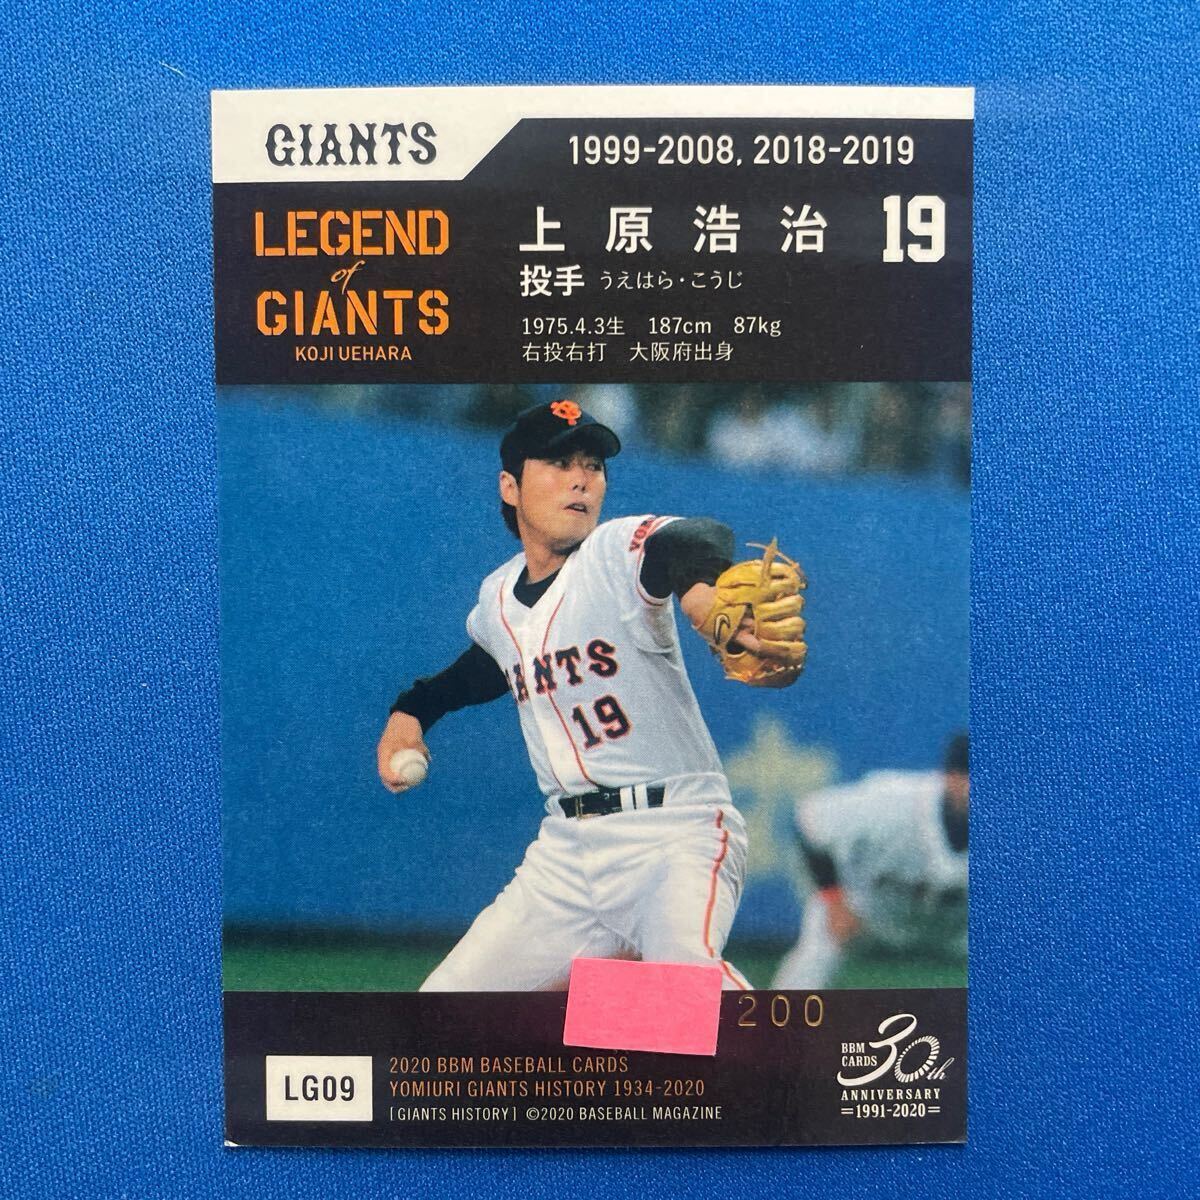 GIANTS
1999-2008, 2018-2019
LEGEND
of
GIANTS
KOJI UEHARA
上原浩治 19
投手 うえはら・こうじ
1975.4.3生 187cm 87kg
右投右打 大阪府出身
GIANTS
19
200
LG09
2020 BBM BASEBALL CARDS
YOMIURI GIANTS HISTORY 1934-2020
[GIANTS HISTORY] ©2020 BASEBALL MAGAZINE
BBM
CARDS
30th
ANNIVERSARY
=1991-2020=